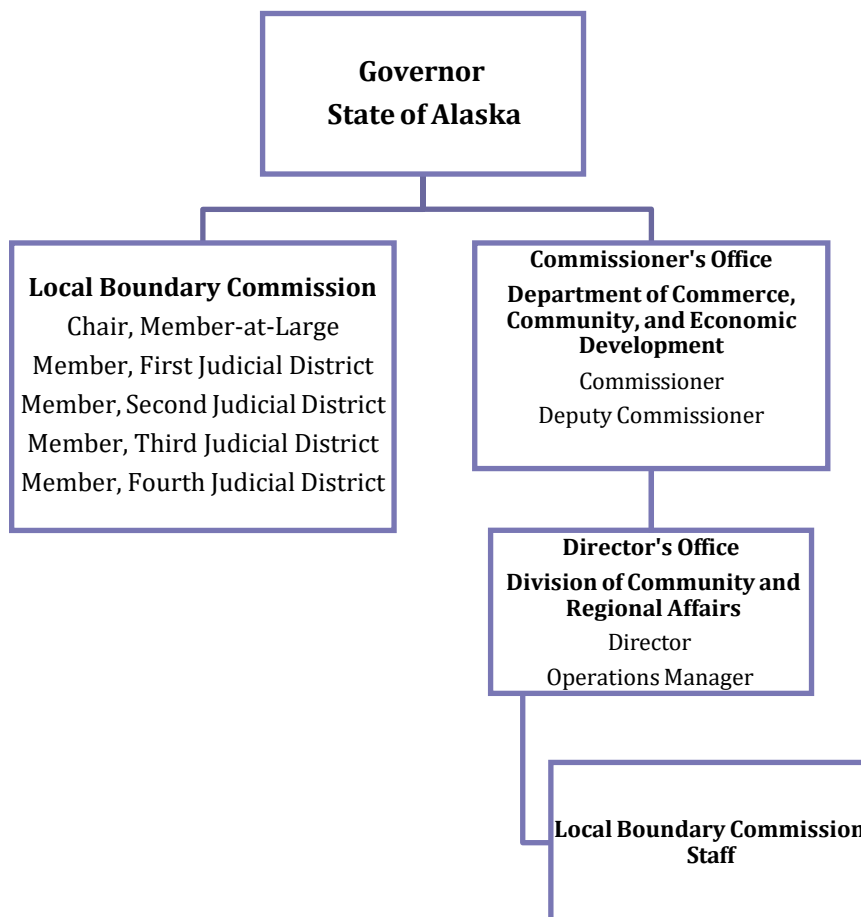 Governor
State of Alaska
Local Boundary Commission
Chair, Member-at-Large
Member, First Judicial District
Member, Second Judicial District
Member, Third Judicial District
Member, Fourth Judicial District
Commissioner's Office
Department of Commerce,
Community, and Economic
Development
Commissioner
Deputy Commissioner
Director's Office
Division of Community and
Regional Affairs
Director
Operations Manager
Local Boundary Commission
Staff